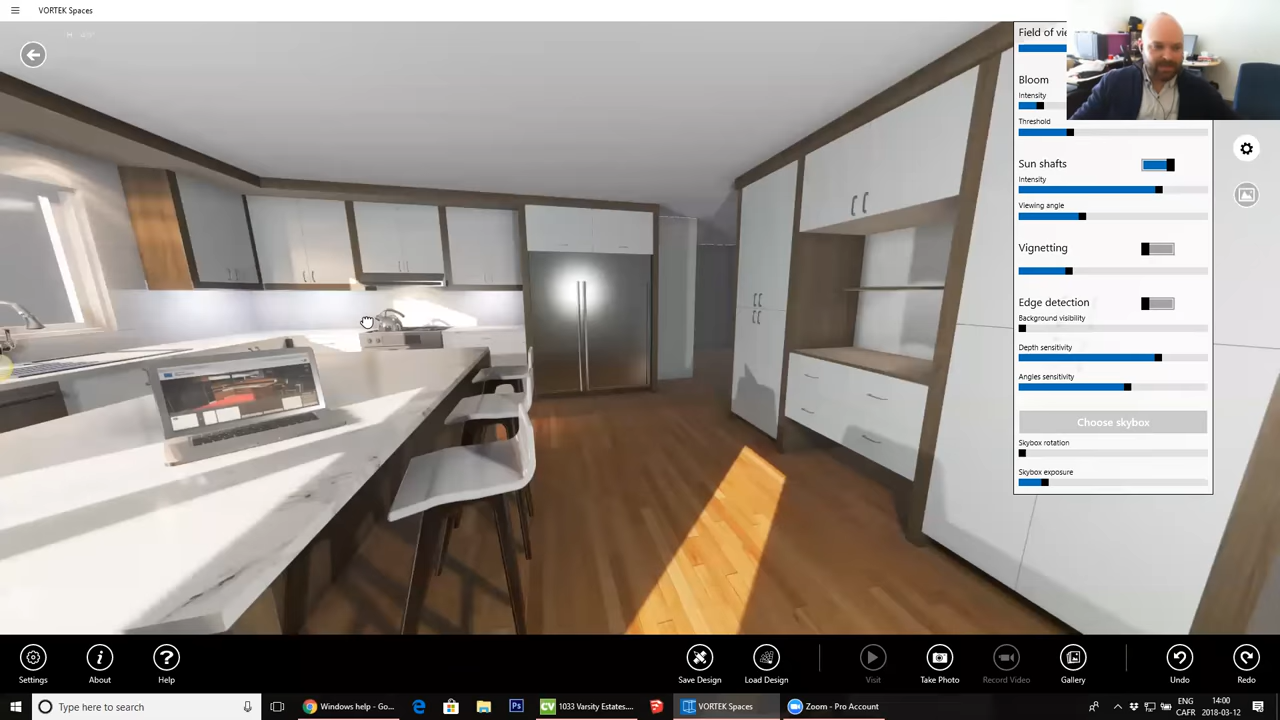 VORTEK Spaces
Field of
Bloom
Intensity
Threshold
Sun shafts
Intensity
Viewing angle
Vignetting
Edge detection
Background visibility
Depth sensitivity
Angles sensitivity
Choose skybox
Skybox rotation
Skybox exposure
Settings
About
Help
Save Design
Load Design
Visit
Take Photo
Record Video
Gallery
Undo
Redo
Type here to search
Windows help - Go...
1033 Varsity Estates....
VORTEK Spaces
Zoom - Pro Account
ENG
CAFR
14:00
2018-03-12